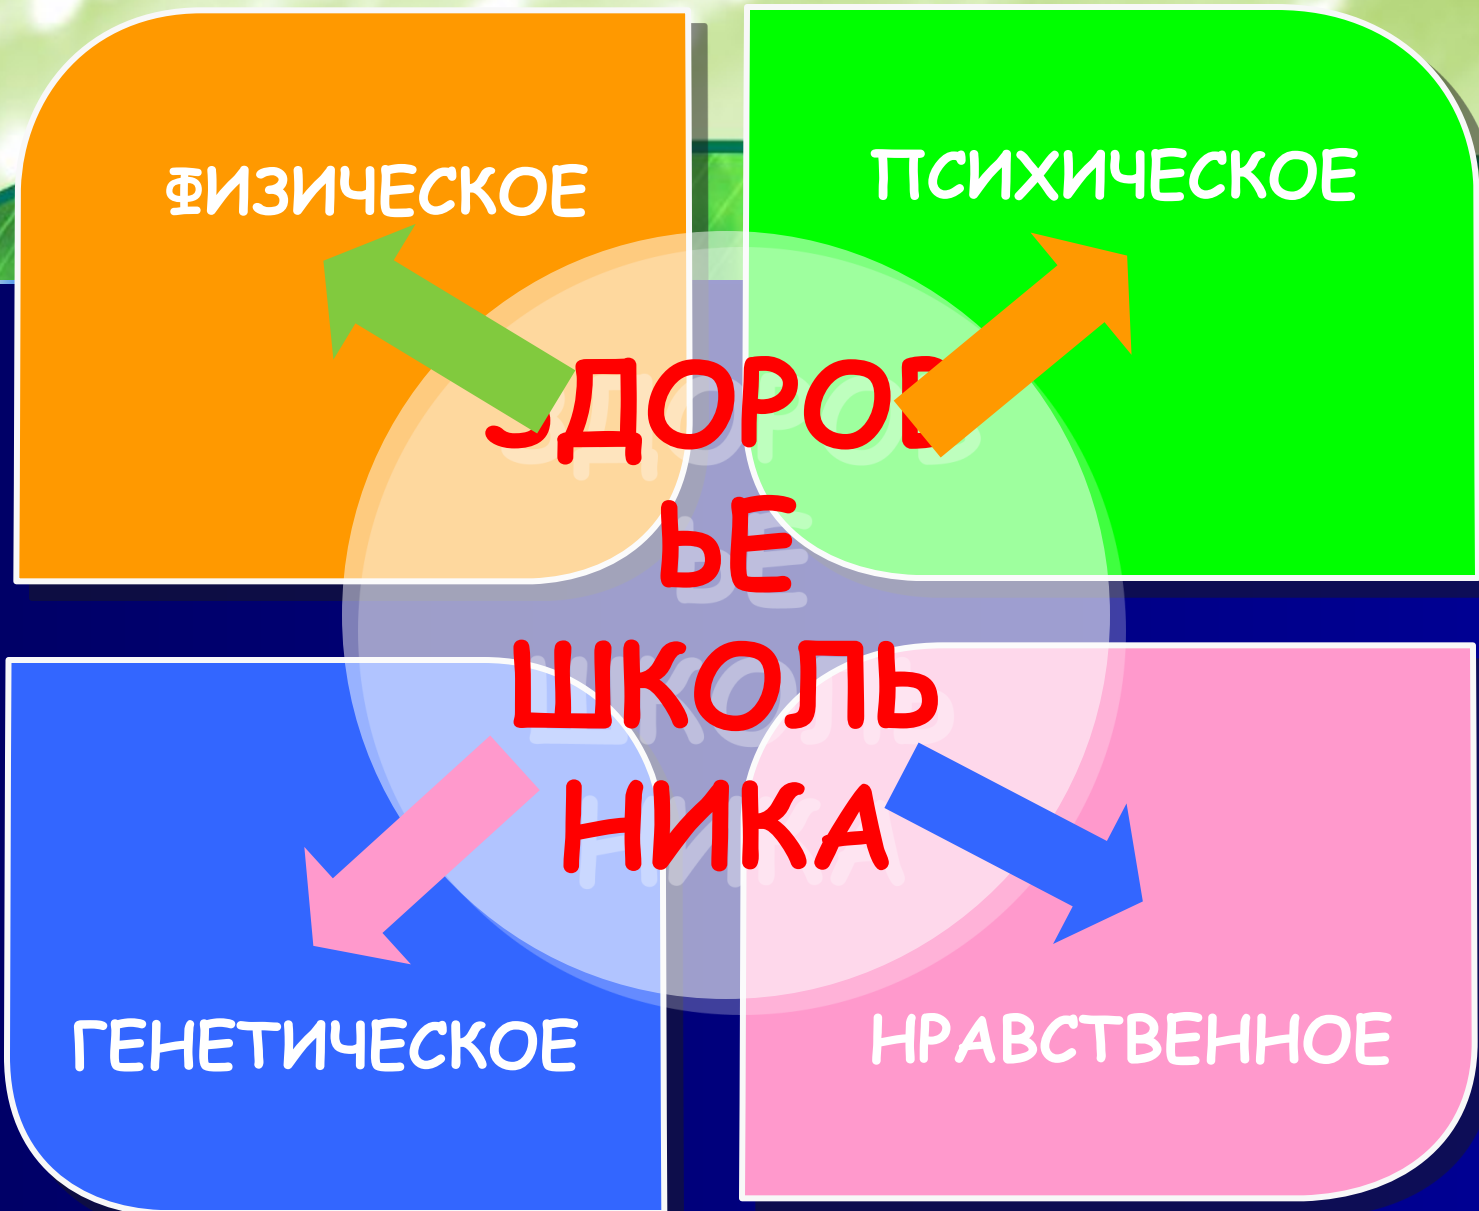 ФИЗИЧЕСКОЕ
ПСИХИЧЕСКОЕ
ЗДОРОВ
ЬЕ
ШКОЛЬ
НИКА
ГЕНЕТИЧЕСКОЕ
НРАВСТВЕННОЕ